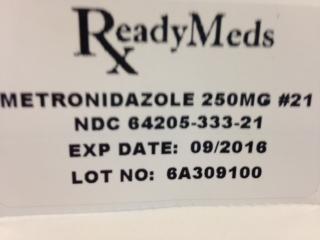 ReadyMeds
METRONIDAZOLE 250MG #21
NDC 64205-333-21
EXP DATE: 09/2016
LOT NO: 6A309100